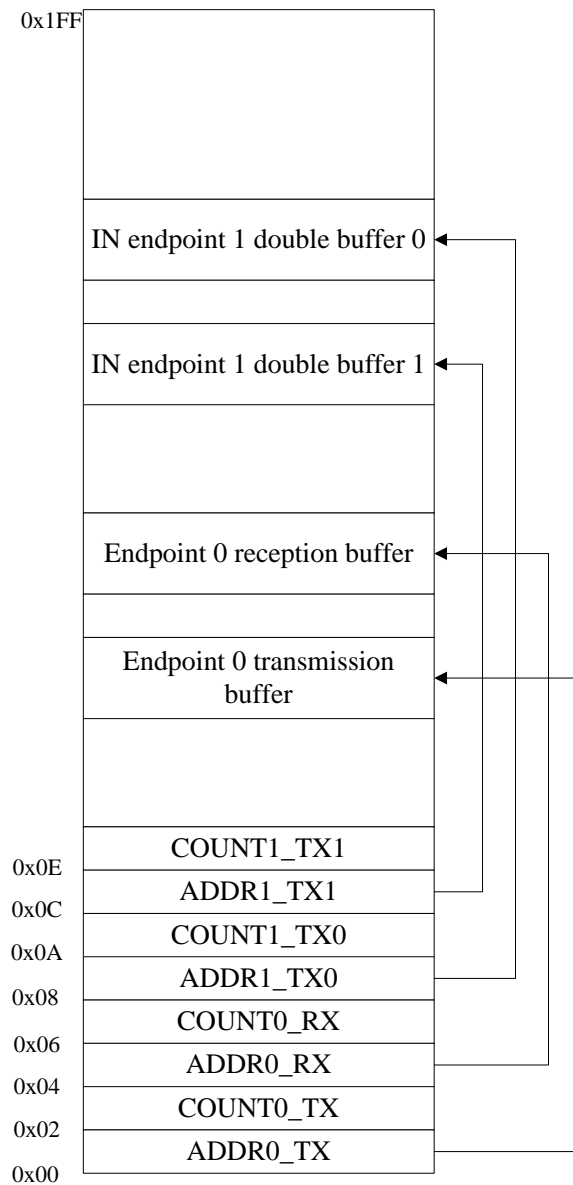 0x1FF
IN endpoint 1 double buffer 0
IN endpoint 1 double buffer 1
Endpoint 0 reception buffer
Endpoint 0 transmission
buffer
COUNT1_TX1
0x0E
ADDR1_TX1
0x0C
COUNT1_TX0
0x0A
ADDR1_TX0
0x08
COUNT0_RX
0x06
ADDR0_RX
0x04
COUNT0_TX
0x02
ADDR0_TX
0x00